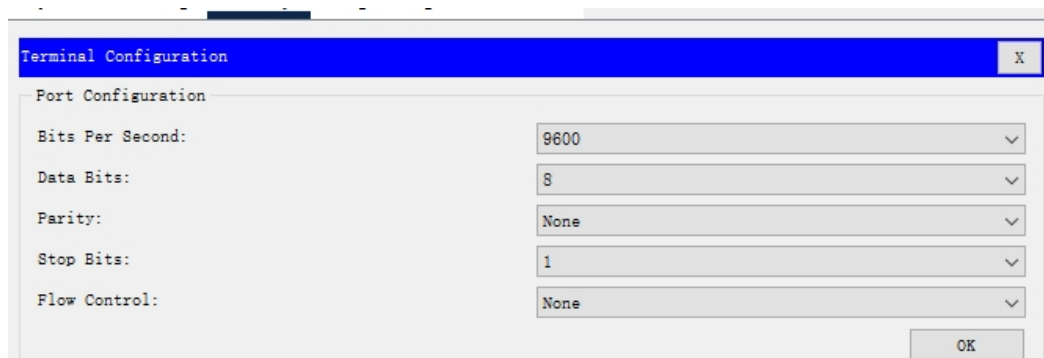 Terminal Configuration X
Port Configuration
Bits Per Second: 9600
Data Bits: 8
Parity: None
Stop Bits: 1
Flow Control: None
OK